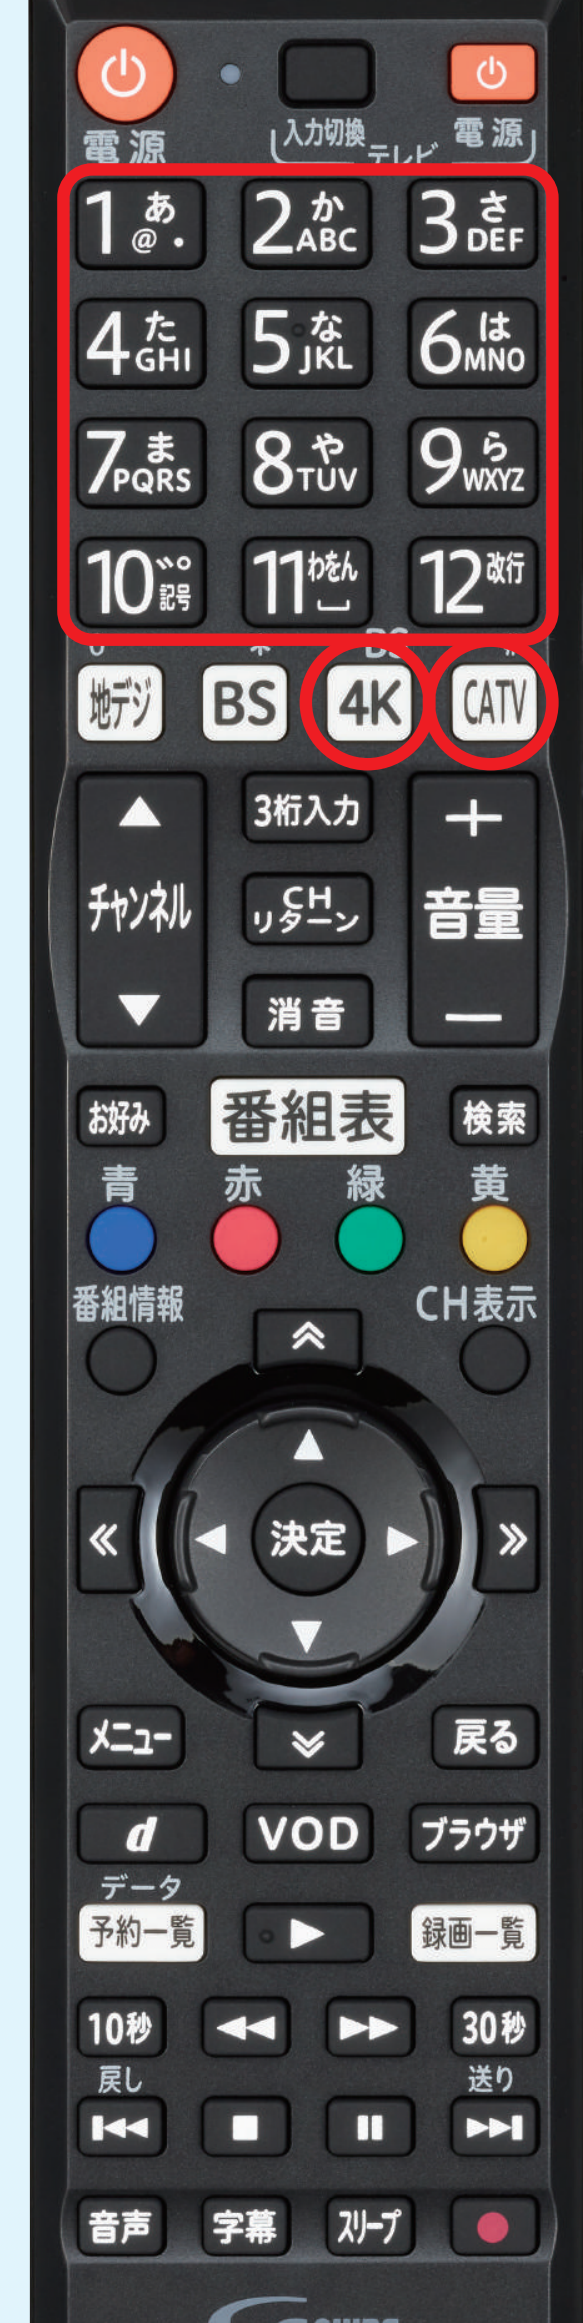 電源
入力切換
テレビ
電源
1 あ @ .
2 か ABC
3 さ DEF
4 た GHI
5 な JKL
6 は MNO
7 ま PQRS
8 や TUV
9 ら WXYZ
10 ゛゜ 記号
11 わをん
12 改行
BS
地デジ BS 4K CATV
チャンネル
3桁入力
CH
リターン
消音
+
音量
−
お好み 番組表 検索
青 赤 緑 黄
番組情報 CH表示
決定
メニュー 戻る
d VOD ブラウザ
データ
予約一覧 録画一覧
10秒 30秒
戻し 送り
音声 字幕 スリープ